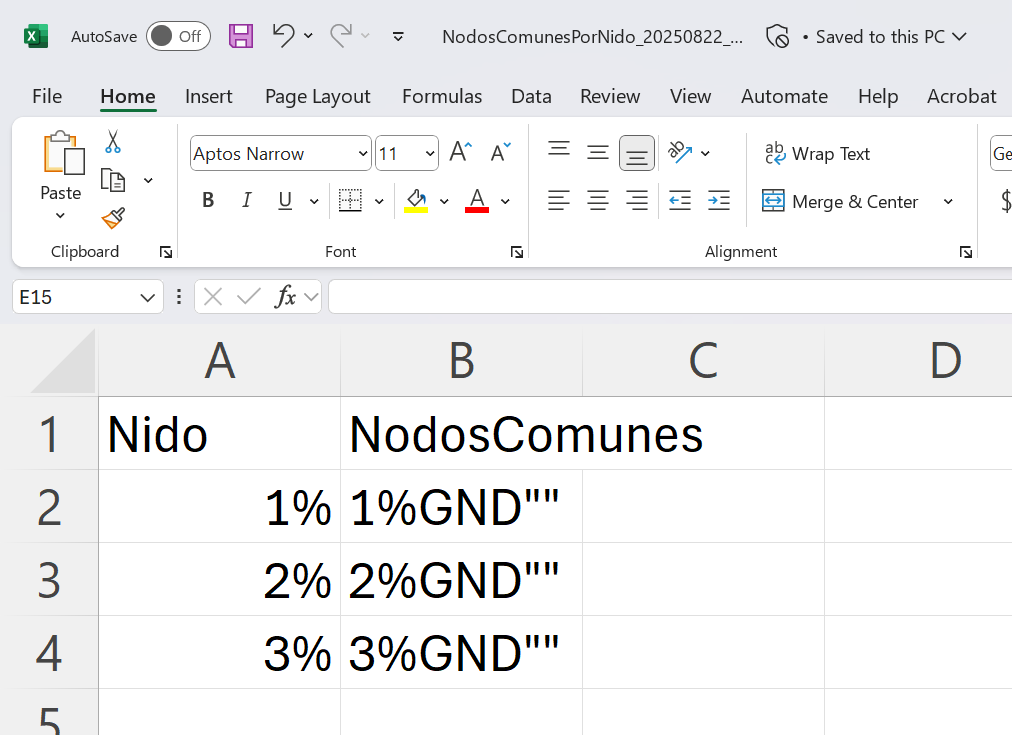 AutoSave Off NodosComunesPorNido_20250822_... • Saved to this PC
File Home Insert Page Layout Formulas Data Review View Automate Help Acrobat
Paste
Clipboard
Aptos Narrow 11 A A
B I U A
Font
ab Wrap Text
Merge & Center
Alignment
Ge
$
E15 fx
A B C D
1 Nido NodosComunes
2 1% 1%GND""
3 2% 2%GND""
4 3% 3%GND""
5